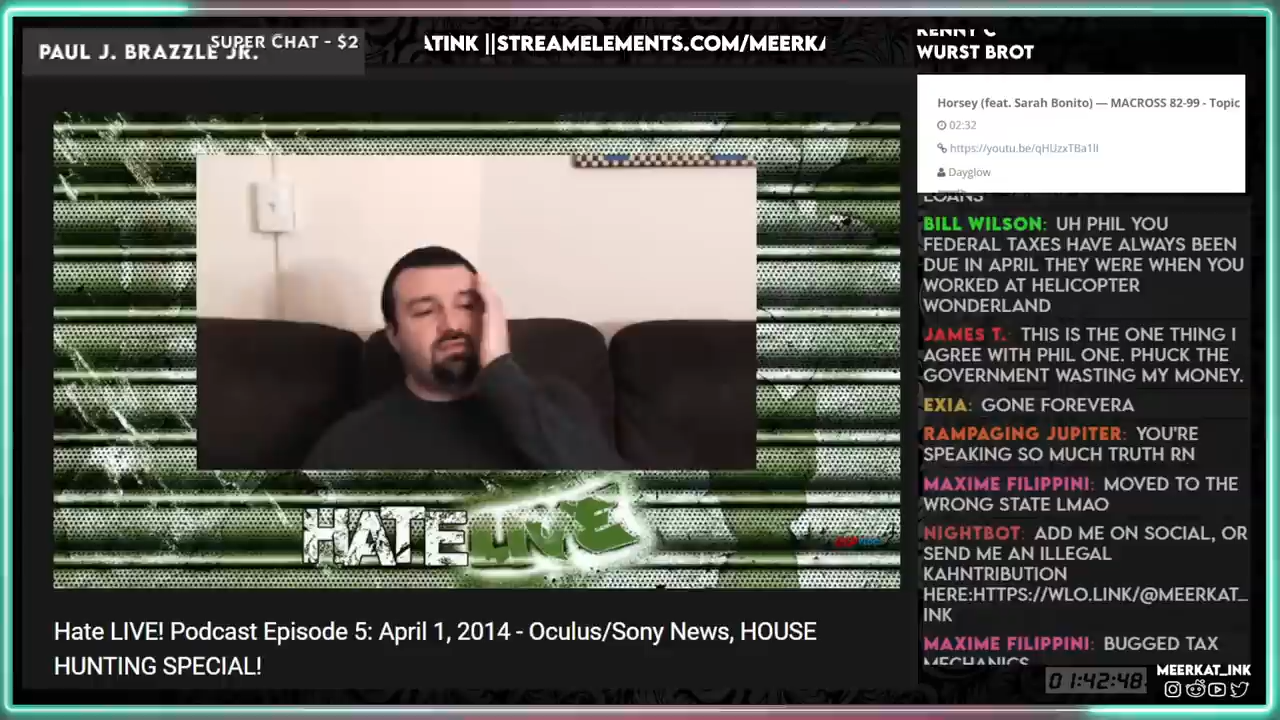 PAUL J. BRAZZLE JR.
SUPER CHAT - $2
ATINK ||STREAMELEMENTS.COM/MEERKA
KENNY C
WURST BROT
Horsey (feat. Sarah Bonito) — MACROSS 82-99 - Topic
02:32
https://youtu.be/qHUzxTBa1lI
Dayglow
LOANS
BILL WILSON: UH PHIL YOU
FEDERAL TAXES HAVE ALWAYS BEEN
DUE IN APRIL THEY WERE WHEN YOU
WORKED AT HELICOPTER
WONDERLAND
JAMES T.: THIS IS THE ONE THING I
AGREE WITH PHIL ONE. PHUCK THE
GOVERNMENT WASTING MY MONEY.
EXIA: GONE FOREVERA
RAMPAGING JUPITER: YOU'RE
SPEAKING SO MUCH TRUTH RN
MAXIME FILIPPINI: MOVED TO THE
WRONG STATE LMAO
NIGHTBOT: ADD ME ON SOCIAL, OR
SEND ME AN ILLEGAL
KAHNTRIBUTION
HERE:HTTPS://WLO.LINK/@MEERKAT_
INK
MAXIME FILIPPINI: BUGGED TAX
MECHANICS
HATE LIVE
Hate LIVE! Podcast Episode 5: April 1, 2014 - Oculus/Sony News, HOUSE
HUNTING SPECIAL!
01:42:48
MEERKAT_INK